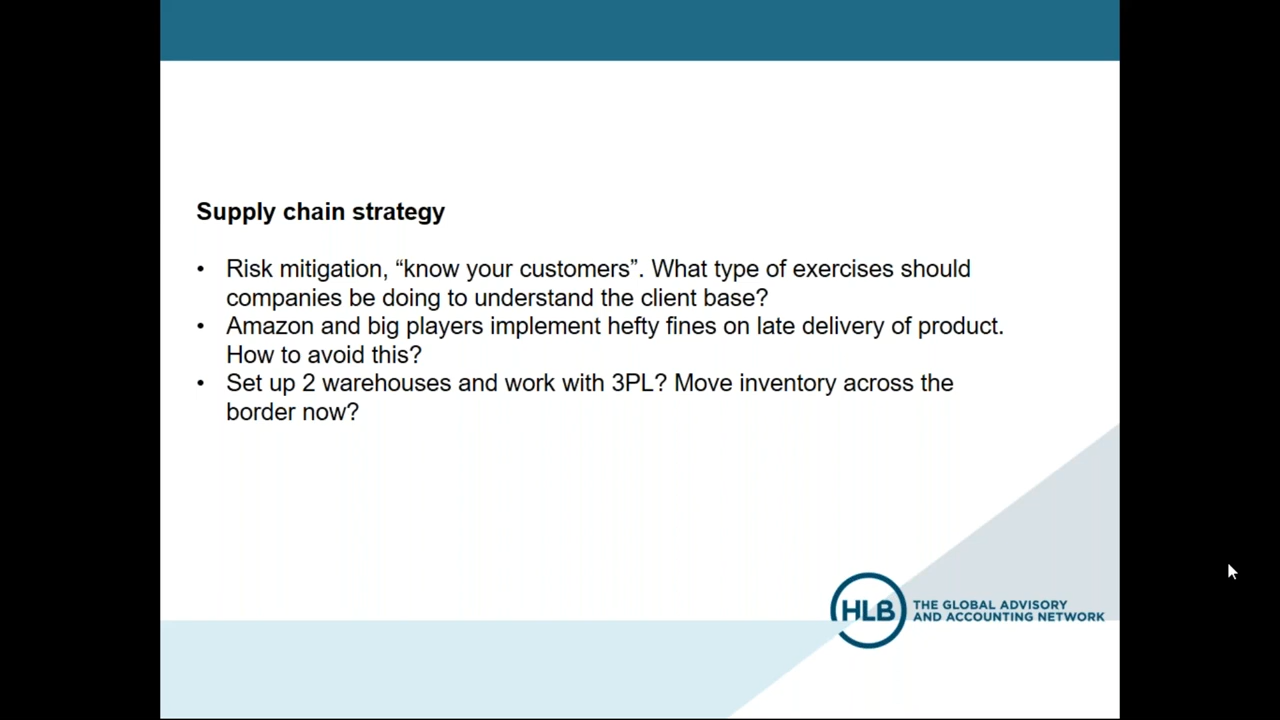 Supply chain strategy
• Risk mitigation, “know your customers”. What type of exercises should
companies be doing to understand the client base?
• Amazon and big players implement hefty fines on late delivery of product.
How to avoid this?
• Set up 2 warehouses and work with 3PL? Move inventory across the
border now?
HLB
THE GLOBAL ADVISORY
AND ACCOUNTING NETWORK